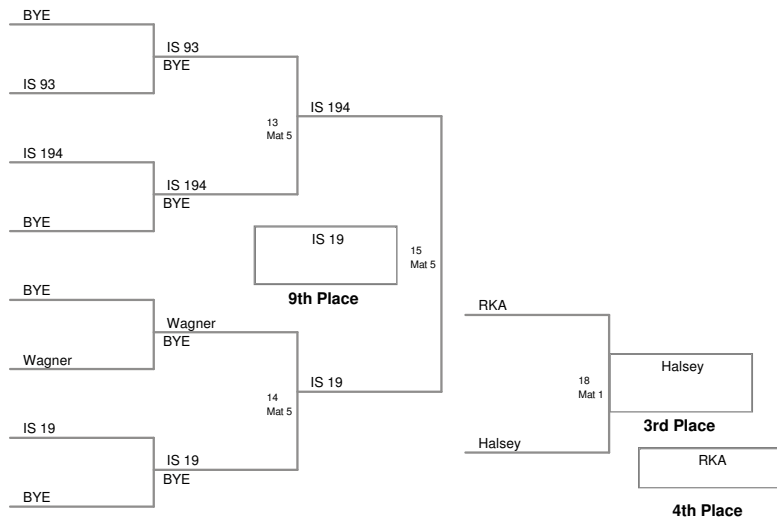 BYE
IS 93
BYE
IS 93
13
Mat 5
IS 194
IS 194
IS 194
BYE
BYE
IS 19
9th Place
15
Mat 5
BYE
Wagner
BYE
Wagner
14
Mat 5
IS 19
IS 19
IS 19
BYE
BYE
RKA
18
Mat 1
Halsey
Halsey
3rd Place
RKA
4th Place